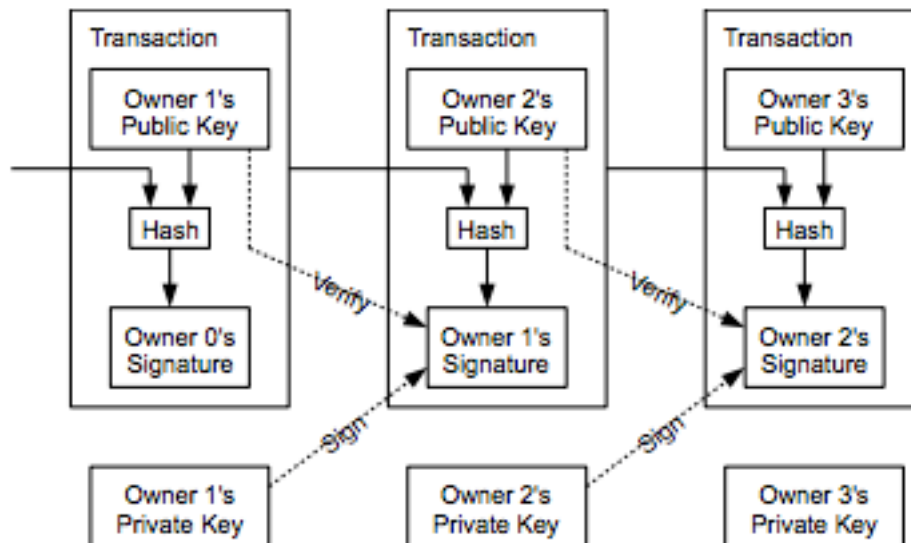 Transaction
Owner 1's
Public Key
Hash
Verify
Owner 0's
Signature
Transaction
Owner 2's
Public Key
Hash
Verify
Owner 1's
Signature
Transaction
Owner 3's
Public Key
Hash
Owner 2's
Signature
Sign
Sign
Owner 1's
Private Key
Owner 2's
Private Key
Owner 3's
Private Key